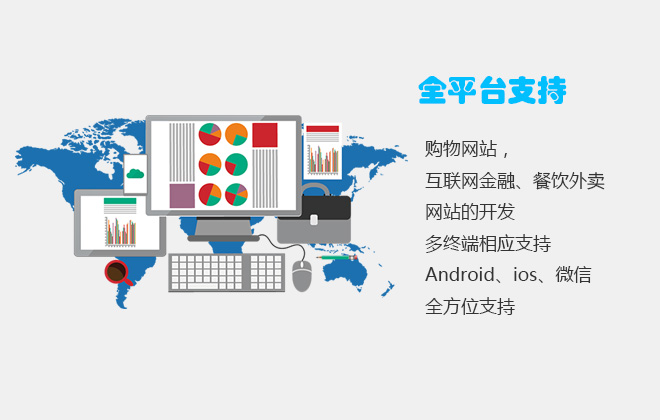 全平台支持
购物网站，
互联网金融、餐饮外卖
网站的开发
多终端相应支持
Android、ios、微信
全方位支持